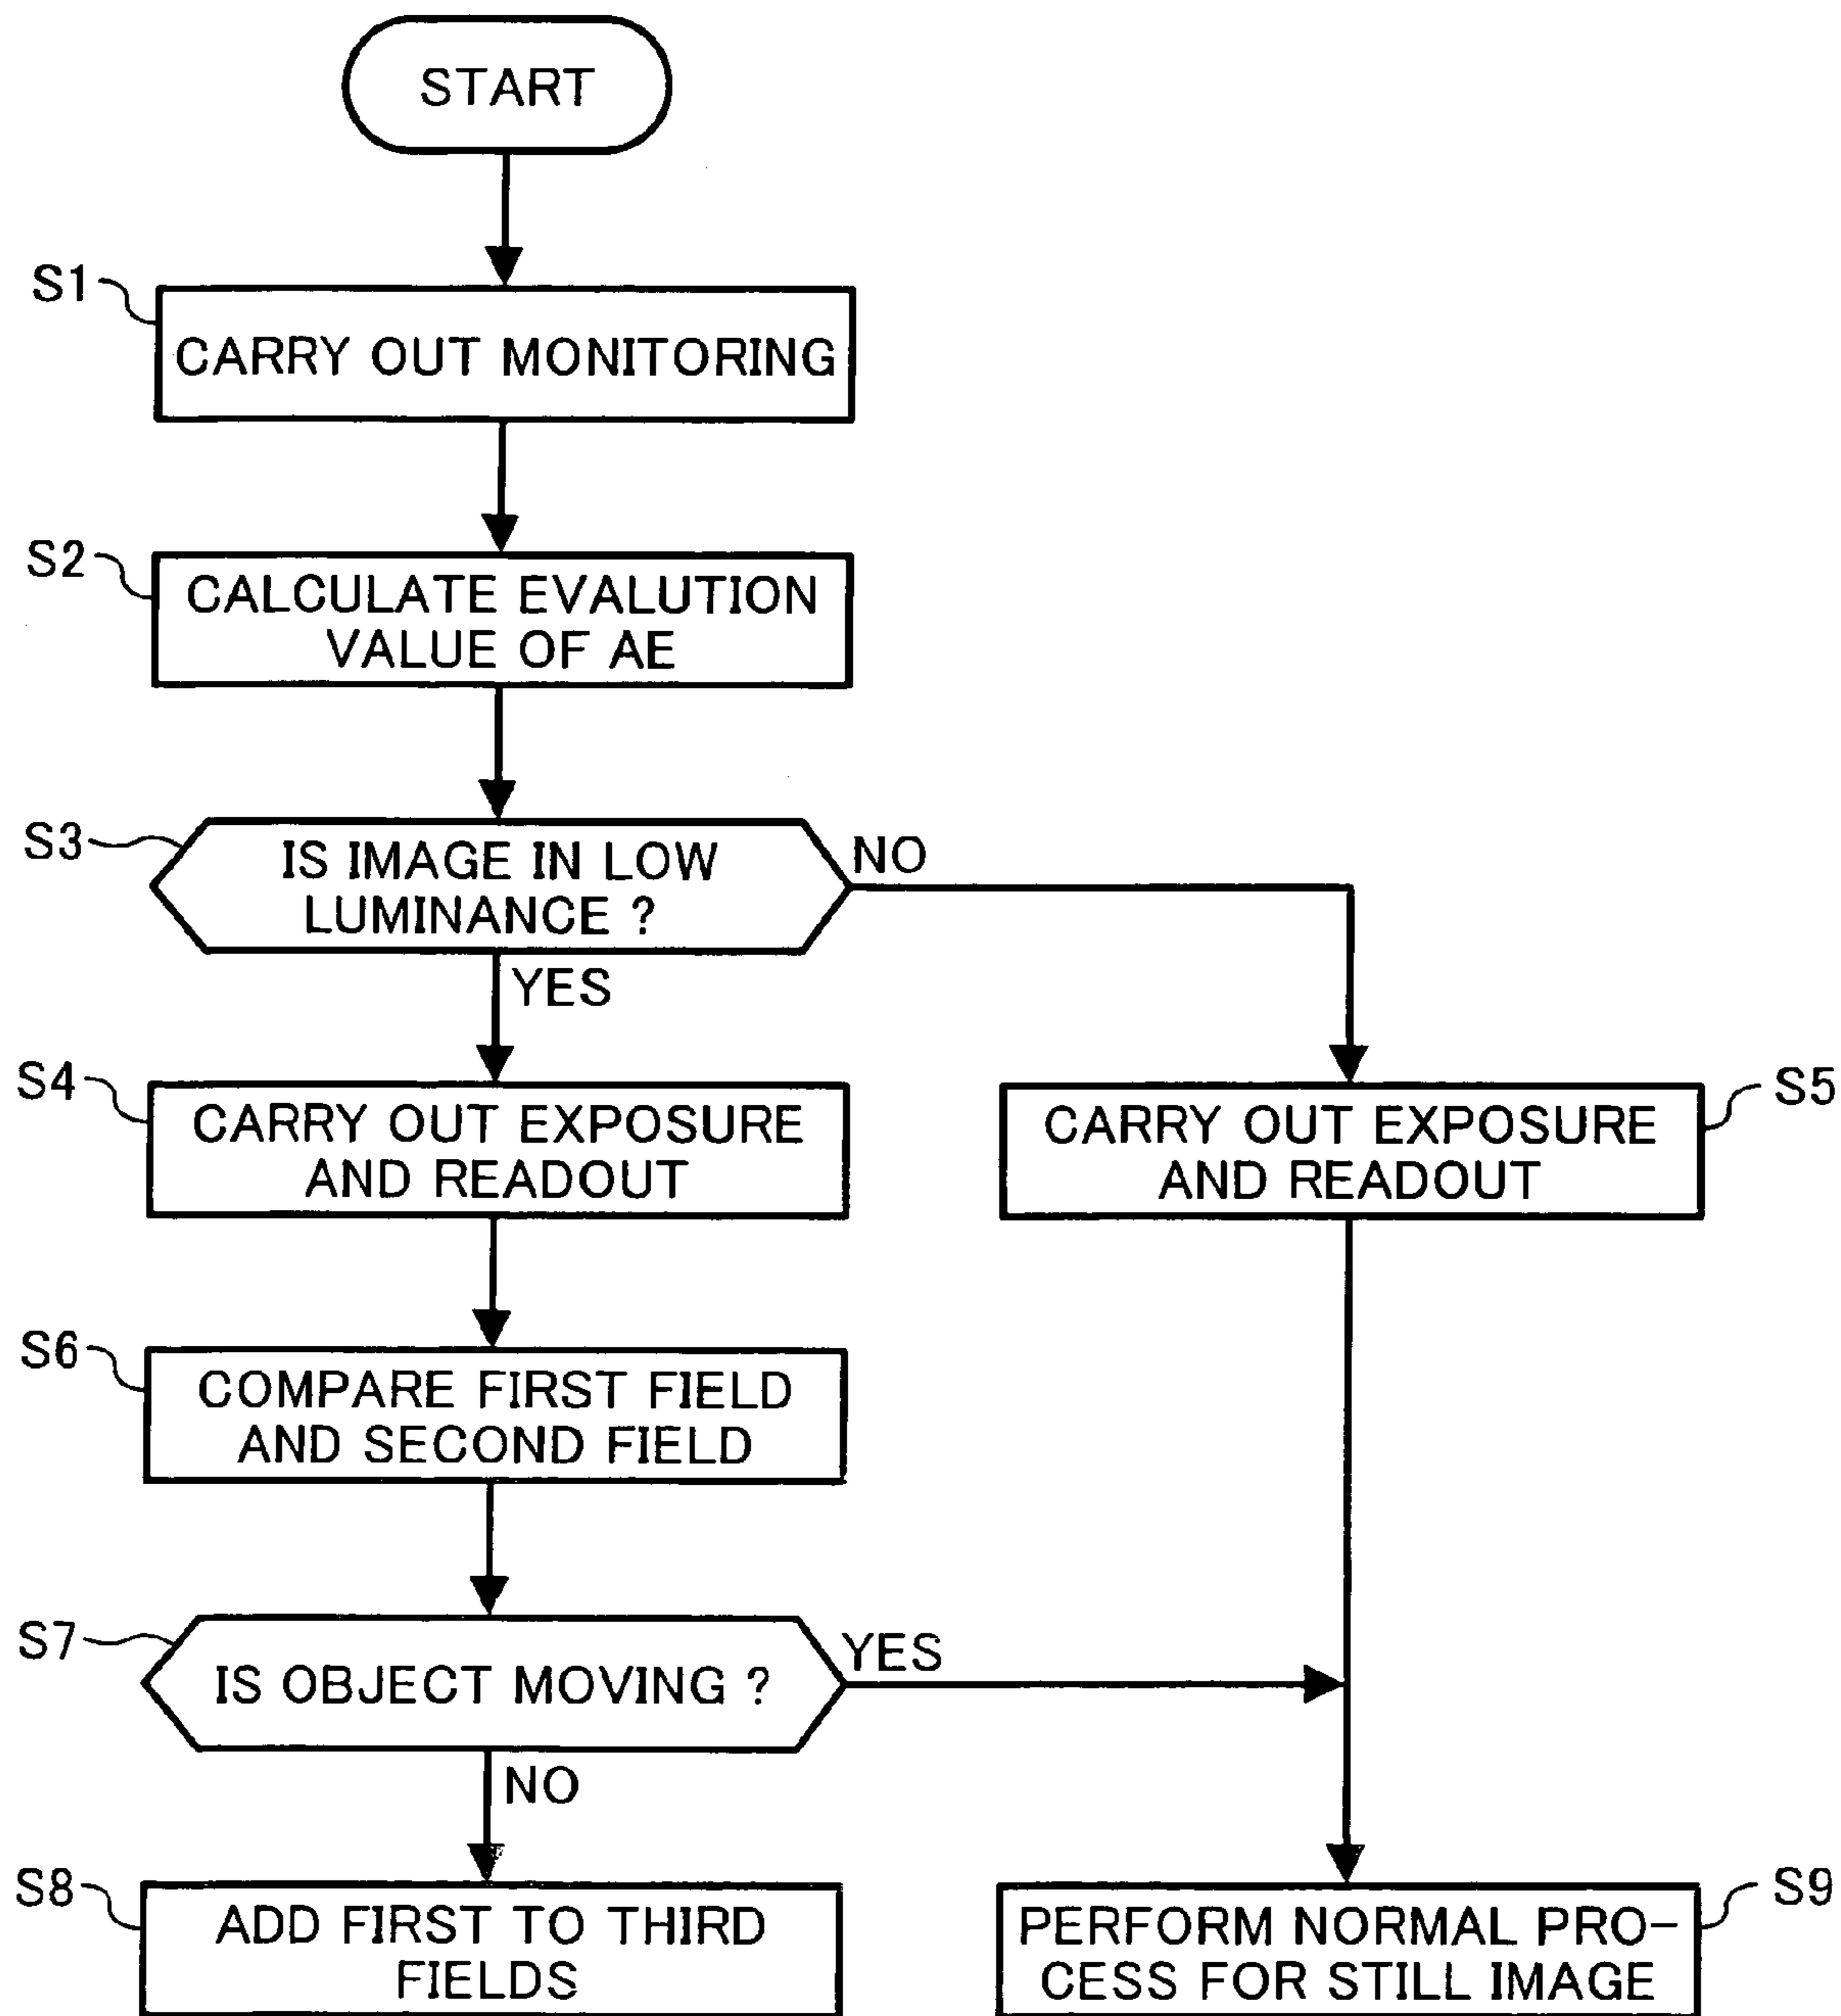 START
S1
CARRY OUT MONITORING
S2
CALCULATE EVALUTION
VALUE OF AE
S3
IS IMAGE IN LOW
LUMINANCE ?
NO
YES
S4
CARRY OUT EXPOSURE
AND READOUT
CARRY OUT EXPOSURE
AND READOUT
S5
S6
COMPARE FIRST FIELD
AND SECOND FIELD
S7
IS OBJECT MOVING ?
YES
NO
S8
ADD FIRST TO THIRD
FIELDS
PERFORM NORMAL PRO-
CESS FOR STILL IMAGE
S9